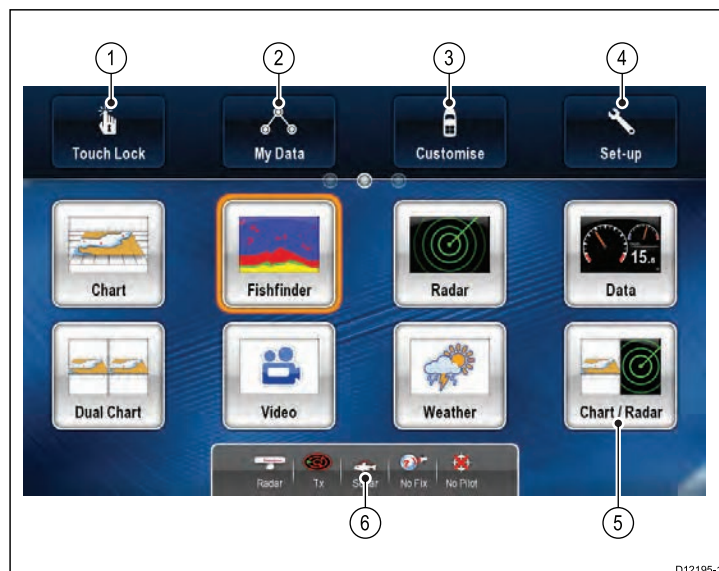 1 2 3 4
Touch Lock My Data Customise Set-up
15.8
Chart Fishfinder Radar Data
Dual Chart Video Weather Chart / Radar
Radar Tx Sonar No Fix No Pilot
6 5